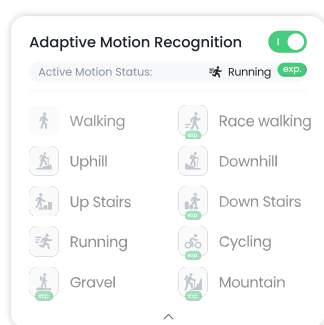 Adaptive Motion Recognition
Active Motion Status: Running exp.
Walking Race walking
exp.
Uphill Downhill
Up Stairs Down Stairs
exp.
Running Cycling
exp.
Gravel Mountain
exp. exp.